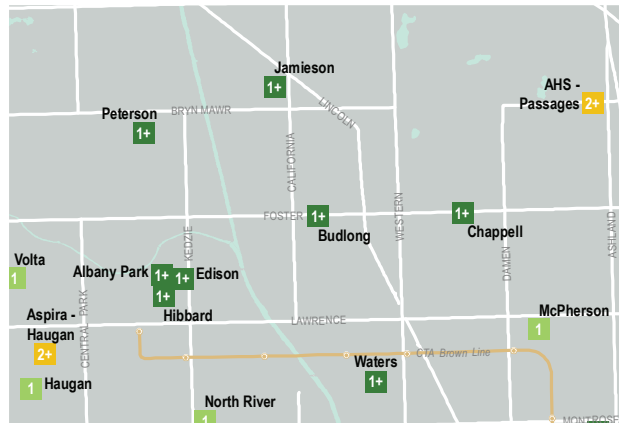 Jamieson
1+
AHS -
Passages
2+
LINCOLN
Peterson
BRYN MAWR
1+
CALIFORNIA
WESTERN
FOSTER
1+
Budlong
1+
Chappell
KEDZIE
DAMEN
ASHLAND
Volta
1
Albany Park
1+
1+
Edison
1+
Hibbard
CENTRAL PARK
Aspira -
Haugan
2+
LAWRENCE
McPherson
1
CTA Brown Line
Waters
1+
1
Haugan
North River
1
MONTROSE